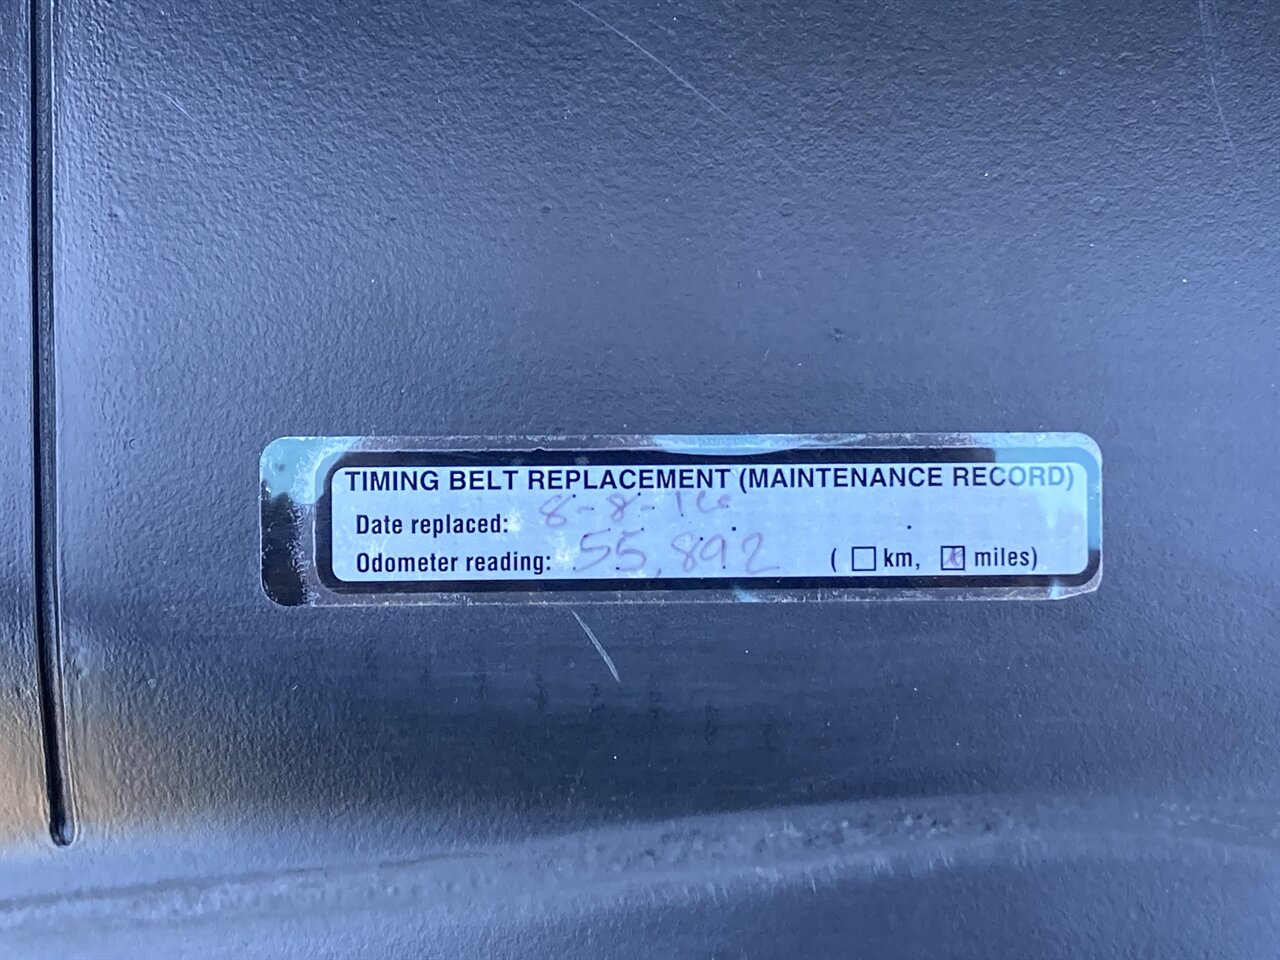 TIMING BELT REPLACEMENT (MAINTENANCE RECORD)
Date replaced: 8-8-16
Odometer reading: 55,892 ( ☐ km, ☒ miles)